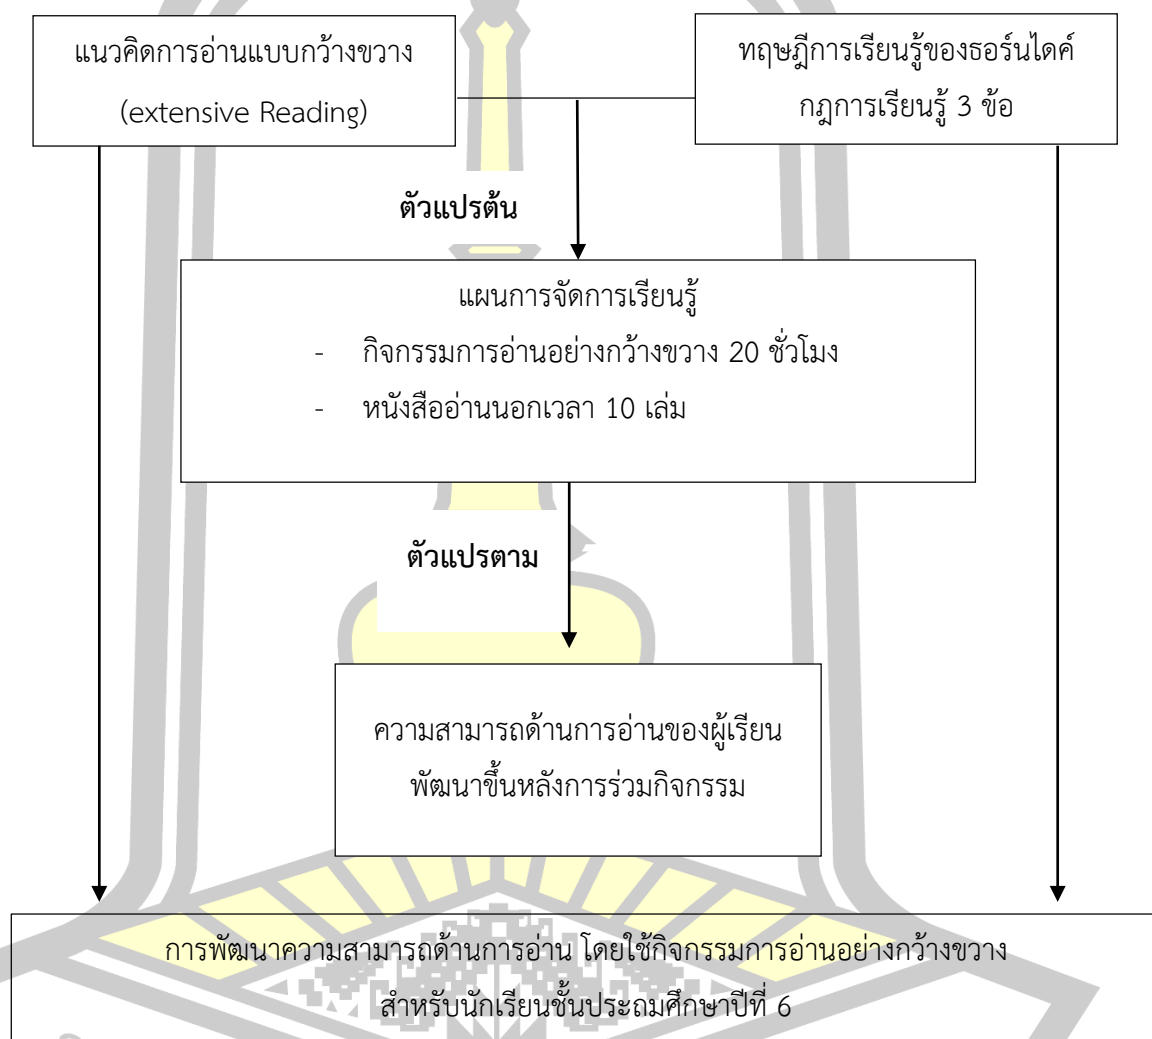 แนวคิดการอ่านแบบกว้างขวาง
(extensive Reading)
ทฤษฎีการเรียนรู้ของธอร์นไดค์
กฎการเรียนรู้ 3 ข้อ
ตัวแปรต้น
แผนการจัดการเรียนรู้
- กิจกรรมการอ่านอย่างกว้างขวาง 20 ชั่วโมง
- หนังสืออ่านนอกเวลา 10 เล่ม
ตัวแปรตาม
ความสามารถด้านการอ่านของผู้เรียน
พัฒนาขึ้นหลังการร่วมกิจกรรม
การพัฒนาความสามารถด้านการอ่าน โดยใช้กิจกรรมการอ่านอย่างกว้างขวาง
สำหรับนักเรียนชั้นประถมศึกษาปีที่ 6